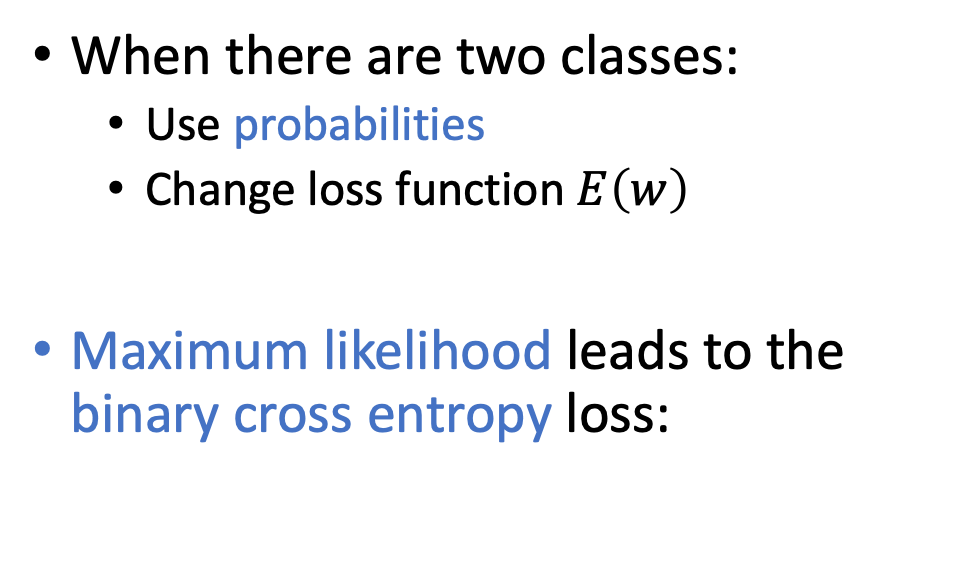 • When there are two classes:
• Use probabilities
• Change loss function E(w)
• Maximum likelihood leads to the
binary cross entropy loss: